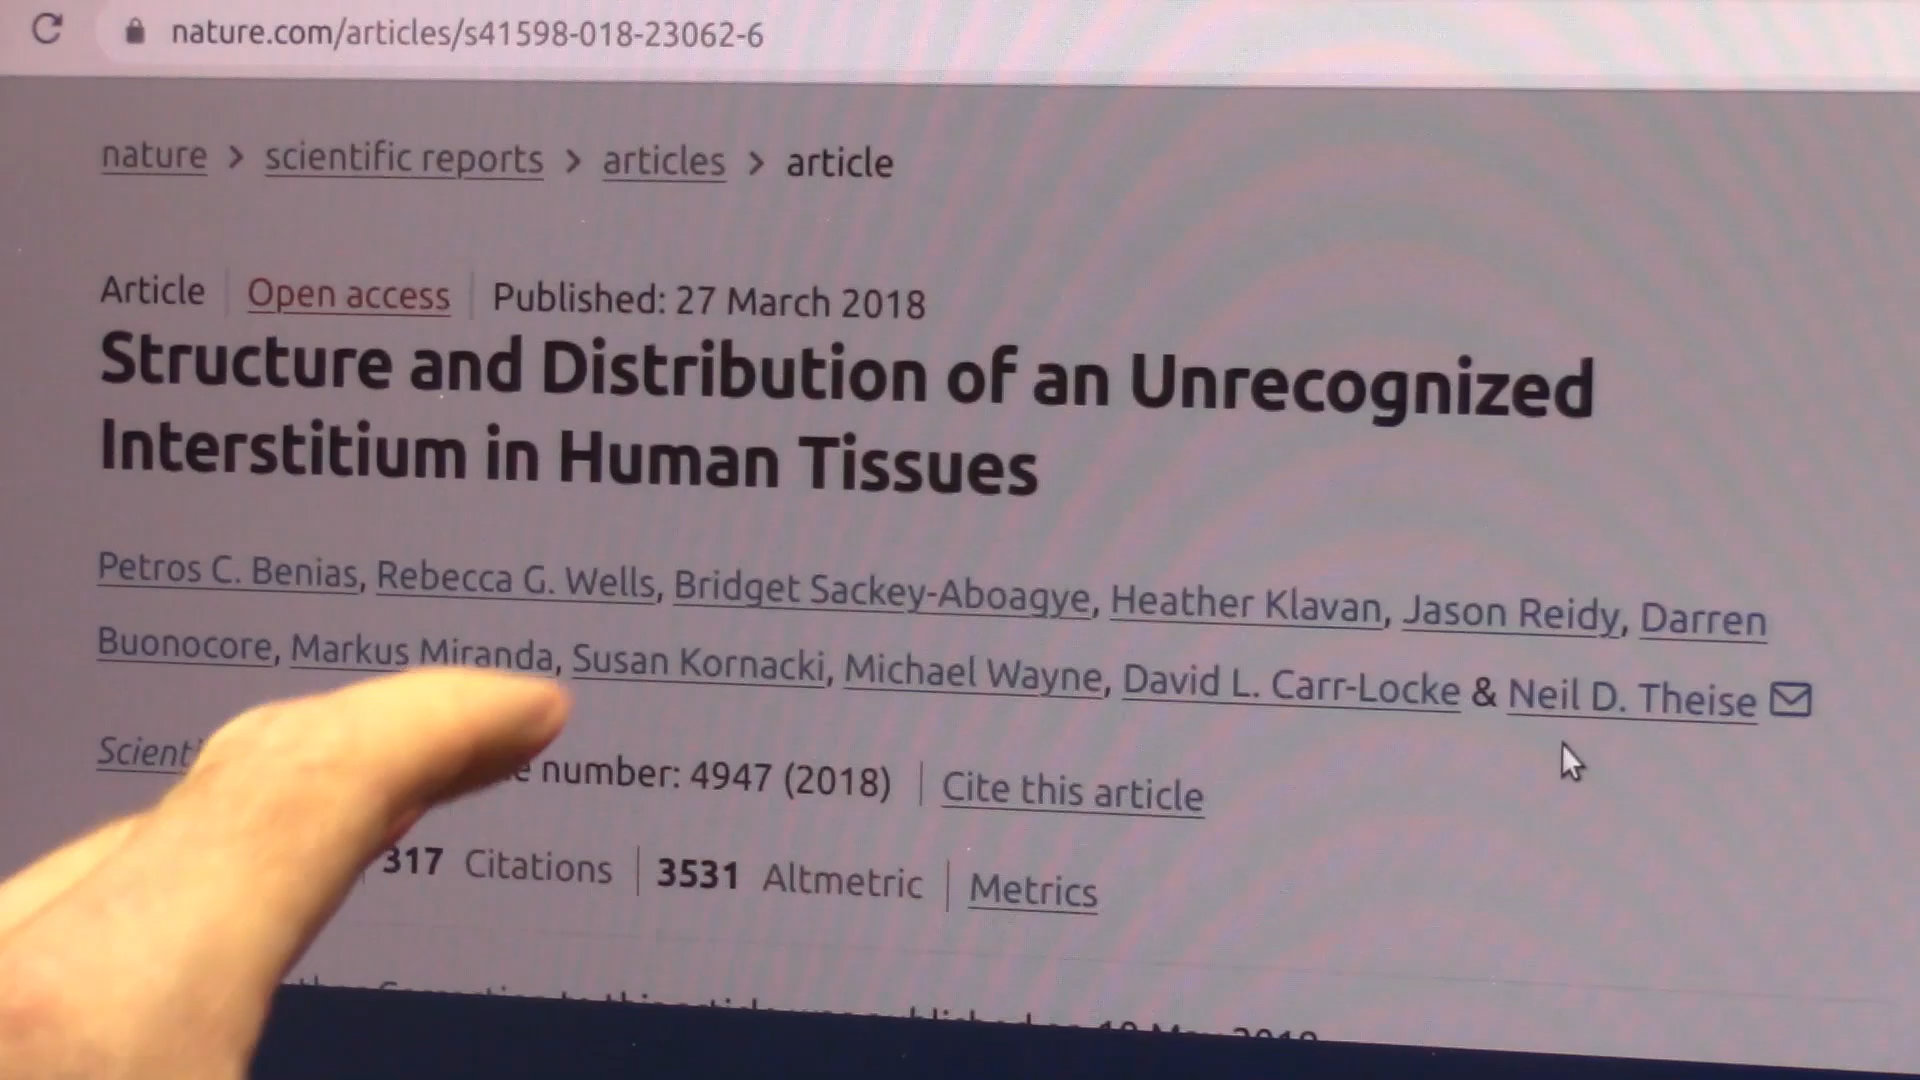 nature.com/articles/s41598-018-23062-6
nature > scientific reports > articles > article
Article | Open access | Published: 27 March 2018
Structure and Distribution of an Unrecognized
Interstitium in Human Tissues
Petros C. Benias, Rebecca G. Wells, Bridget Sackey-Aboagye, Heather Klavan, Jason Reidy, Darren
Buonocore, Markus Miranda, Susan Kornacki, Michael Wayne, David L. Carr-Locke & Neil D. Theise
number: 4947 (2018) | Cite this article
317 Citations | 3531 Altmetric | Metrics